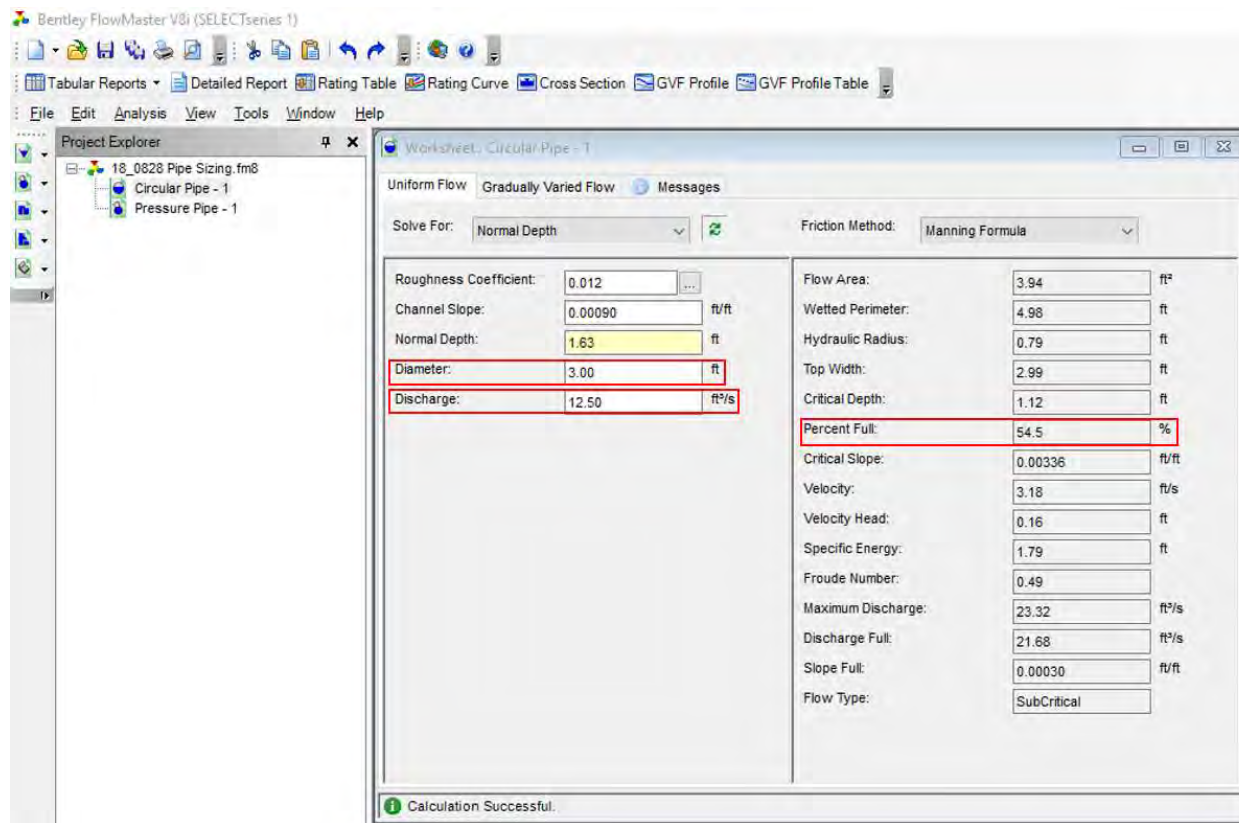 Bentley FlowMaster V8i (SELECTseries 1)
Tabular Reports Detailed Report Rating Table Rating Curve Cross Section GVF Profile GVF Profile Table
File Edit Analysis View Tools Window Help
Project Explorer
18_0828 Pipe Sizing.fm8
Circular Pipe - 1
Pressure Pipe - 1
Worksheet : Circular Pipe - 1
Uniform Flow Gradually Varied Flow Messages
Solve For: Normal Depth Friction Method: Manning Formula
Roughness Coefficient: 0.012 ...
Channel Slope: 0.00090 ft/ft
Normal Depth: 1.63 ft
Diameter: 3.00 ft
Discharge: 12.50 ft³/s
Flow Area: 3.94 ft²
Wetted Perimeter: 4.98 ft
Hydraulic Radius: 0.79 ft
Top Width: 2.99 ft
Critical Depth: 1.12 ft
Percent Full: 54.5 %
Critical Slope: 0.00336 ft/ft
Velocity: 3.18 ft/s
Velocity Head: 0.16 ft
Specific Energy: 1.79 ft
Froude Number: 0.49
Maximum Discharge: 23.32 ft³/s
Discharge Full: 21.68 ft³/s
Slope Full: 0.00030 ft/ft
Flow Type: SubCritical
Calculation Successful.